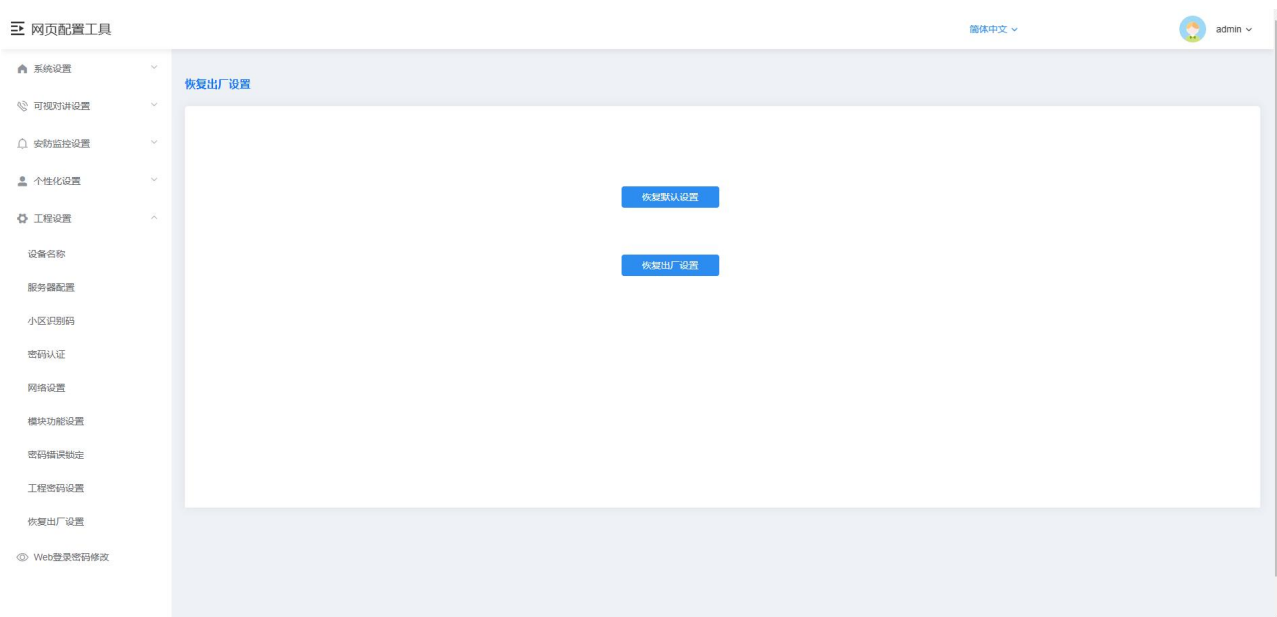 网页配置工具
简体中文
admin
系统设置
可视对讲设置
安防监控设置
个性化设置
工程设置
设备名称
服务器配置
小区识别码
密码认证
网络设置
模块功能设置
密码错误锁定
工程密码设置
恢复出厂设置
Web登录密码修改
恢复出厂设置
恢复默认设置
恢复出厂设置